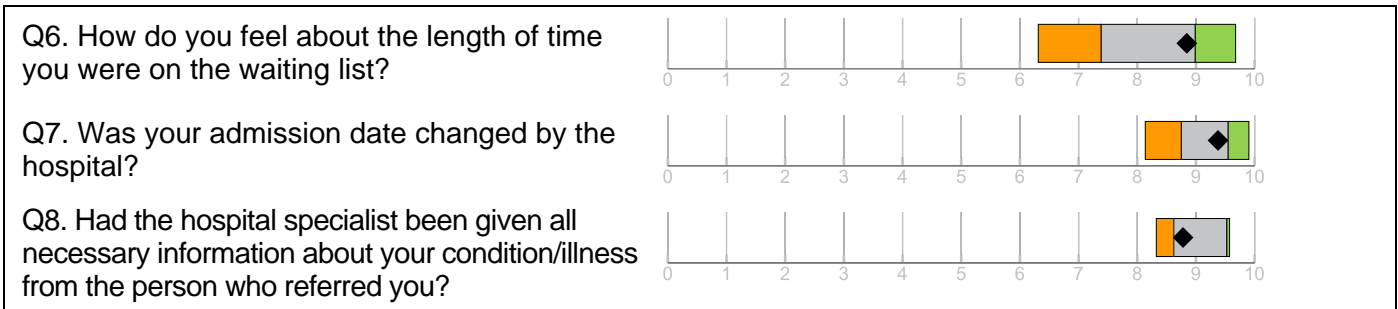 Q6. How do you feel about the length of time
you were on the waiting list?
0 1 2 3 4 5 6 7 8 9 10
Q7. Was your admission date changed by the
hospital?
0 1 2 3 4 5 6 7 8 9 10
Q8. Had the hospital specialist been given all
necessary information about your condition/illness
from the person who referred you?
0 1 2 3 4 5 6 7 8 9 10